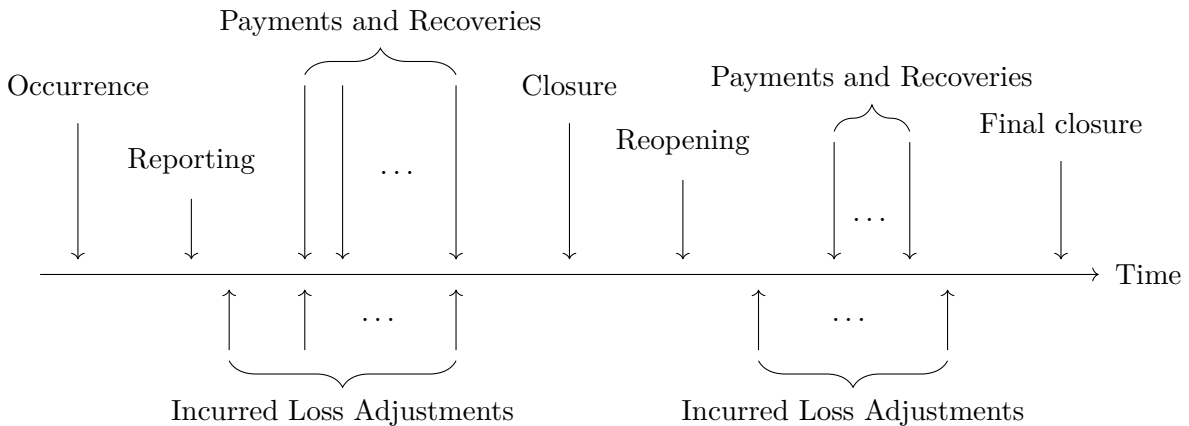 Payments and Recoveries
Occurrence
Closure
Payments and Recoveries
Reporting
Reopening
Final closure
...
...
Time
...
...
Incurred Loss Adjustments
Incurred Loss Adjustments